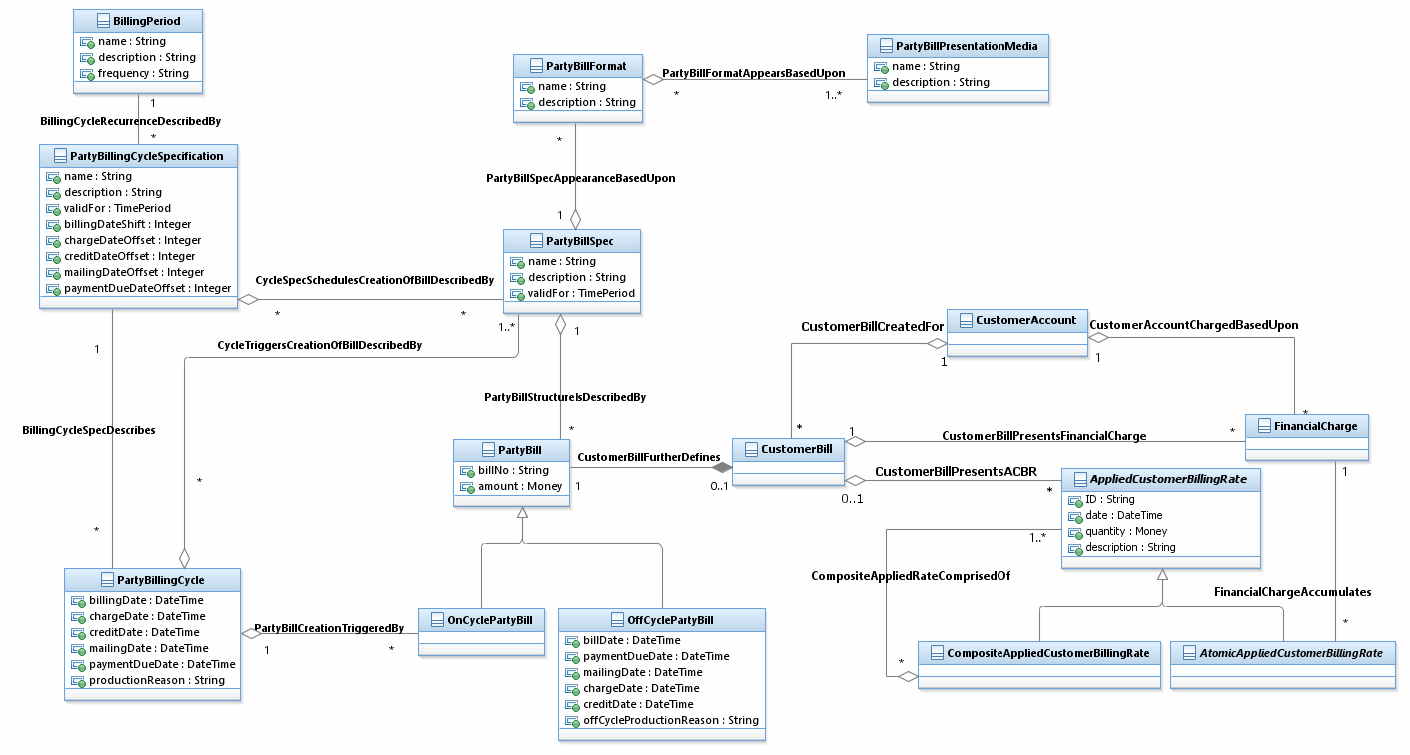 BillingPeriod
name : String
description : String
frequency : String
1
BillingCycleRecurrenceDescribedBy
*
PartyBillingCycleSpecification
name : String
description : String
validFor : TimePeriod
billingDateShift : Integer
chargeDateOffset : Integer
creditDateOffset : Integer
mailingDateOffset : Integer
paymentDueDateOffset : Integer
PartyBillFormat
name : String
description : String
PartyBillFormatAppearsBasedUpon
*
1..*
PartyBillPresentationMedia
name : String
description : String
*
PartyBillSpecAppearanceBasedUpon
1
PartyBillSpec
name : String
description : String
validFor : TimePeriod
CycleSpecSchedulesCreationOfBillDescribedBy
*
*
1..*
1
CycleTriggersCreationOfBillDescribedBy
1
BillingCycleSpecDescribes
*
*
PartyBillStructureIsDescribedBy
*
CustomerBillCreatedFor
CustomerAccount
CustomerAccountChargedBasedUpon
1
1
*
*
PartyBill
billNo : String
amount : Money
CustomerBillFurtherDefines
1
0..1
CustomerBill
1
CustomerBillPresentsFinancialCharge
*
FinancialCharge
CustomerBillPresentsACBR
0..1
*
1
AppliedCustomerBillingRate
ID : String
date : DateTime
quantity : Money
description : String
1..*
CompositeAppliedRateComprisedOf
FinancialChargeAccumulates
*
*
CompositeAppliedCustomerBillingRate
AtomicAppliedCustomerBillingRate
PartyBillingCycle
billingDate : DateTime
chargeDate : DateTime
creditDate : DateTime
mailingDate : DateTime
paymentDueDate : DateTime
productionReason : String
PartyBillCreationTriggeredBy
1
*
OnCyclePartyBill
OffCyclePartyBill
billDate : DateTime
paymentDueDate : DateTime
mailingDate : DateTime
chargeDate : DateTime
creditDate : DateTime
offCycleProductionReason : String